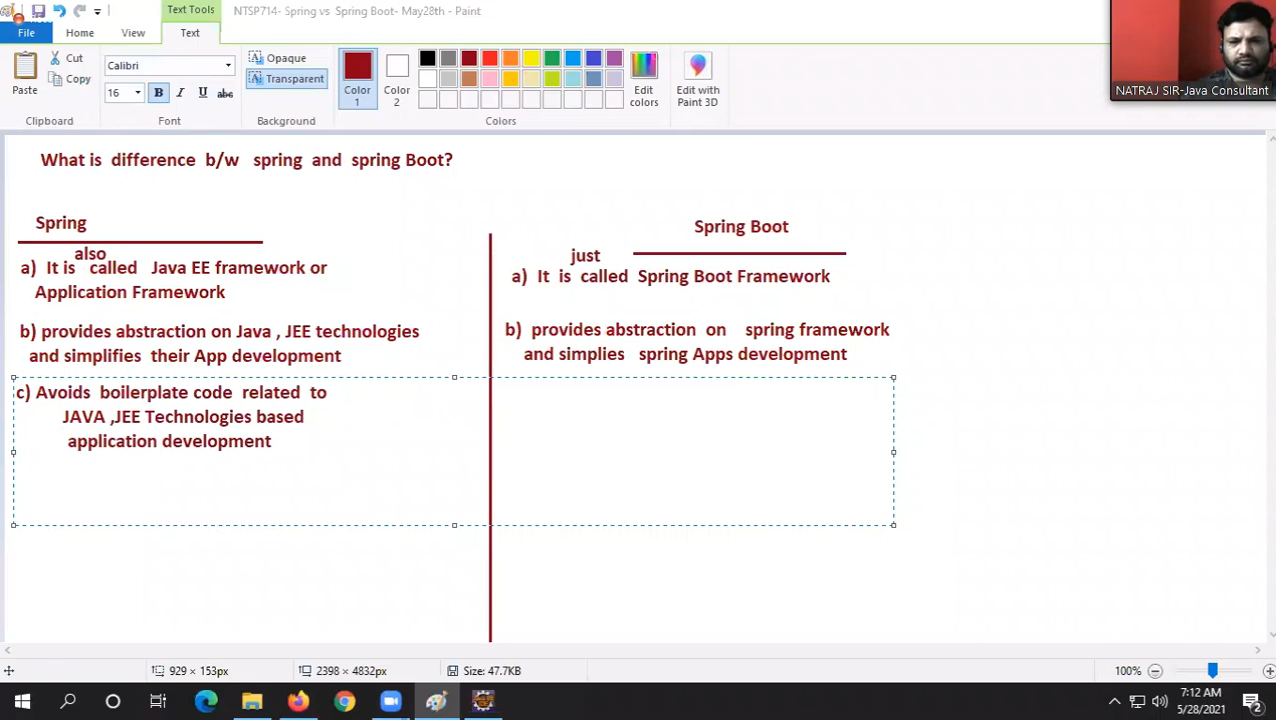 Text Tools
NTSP714- Spring vs Spring Boot- May28th - Paint
File
Home
View
Text
Paste
Cut
Copy
Clipboard
Calibri
16
B
I
U
abc
Font
Opaque
Transparent
Background
Color
1
Color
2
Edit
colors
Colors
Edit with
Paint 3D
NATRAJ SIR-Java Consultant
What is difference b/w spring and spring Boot?
Spring
also
a) It is called Java EE framework or
Application Framework
b) provides abstraction on Java , JEE technologies
and simplifies their App development
c) Avoids boilerplate code related to
JAVA ,JEE Technologies based
application development
Spring Boot
just
a) It is called Spring Boot Framework
b) provides abstraction on spring framework
and simplies spring Apps development
929 × 153px
2398 × 4832px
Size: 47.7KB
100%
7:12 AM
5/28/2021
2